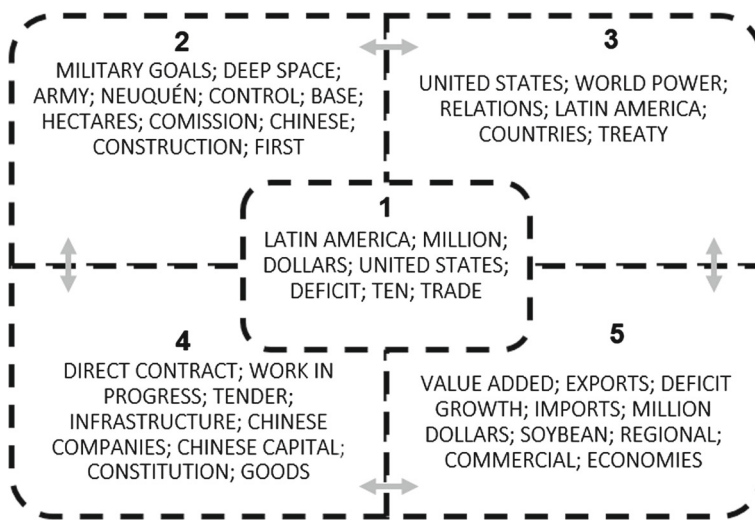 2
MILITARY GOALS; DEEP SPACE;
ARMY; NEUQUÉN; CONTROL; BASE;
HECTARES; COMISSION; CHINESE;
CONSTRUCTION; FIRST
3
UNITED STATES; WORLD POWER;
RELATIONS; LATIN AMERICA;
COUNTRIES; TREATY
1
LATIN AMERICA; MILLION;
DOLLARS; UNITED STATES;
DEFICIT; TEN; TRADE
4
DIRECT CONTRACT; WORK IN
PROGRESS; TENDER;
INFRASTRUCTURE; CHINESE
COMPANIES; CHINESE CAPITAL;
CONSTITUTION; GOODS
5
VALUE ADDED; EXPORTS; DEFICIT
GROWTH; IMPORTS; MILLION
DOLLARS; SOYBEAN; REGIONAL;
COMMERCIAL; ECONOMIES